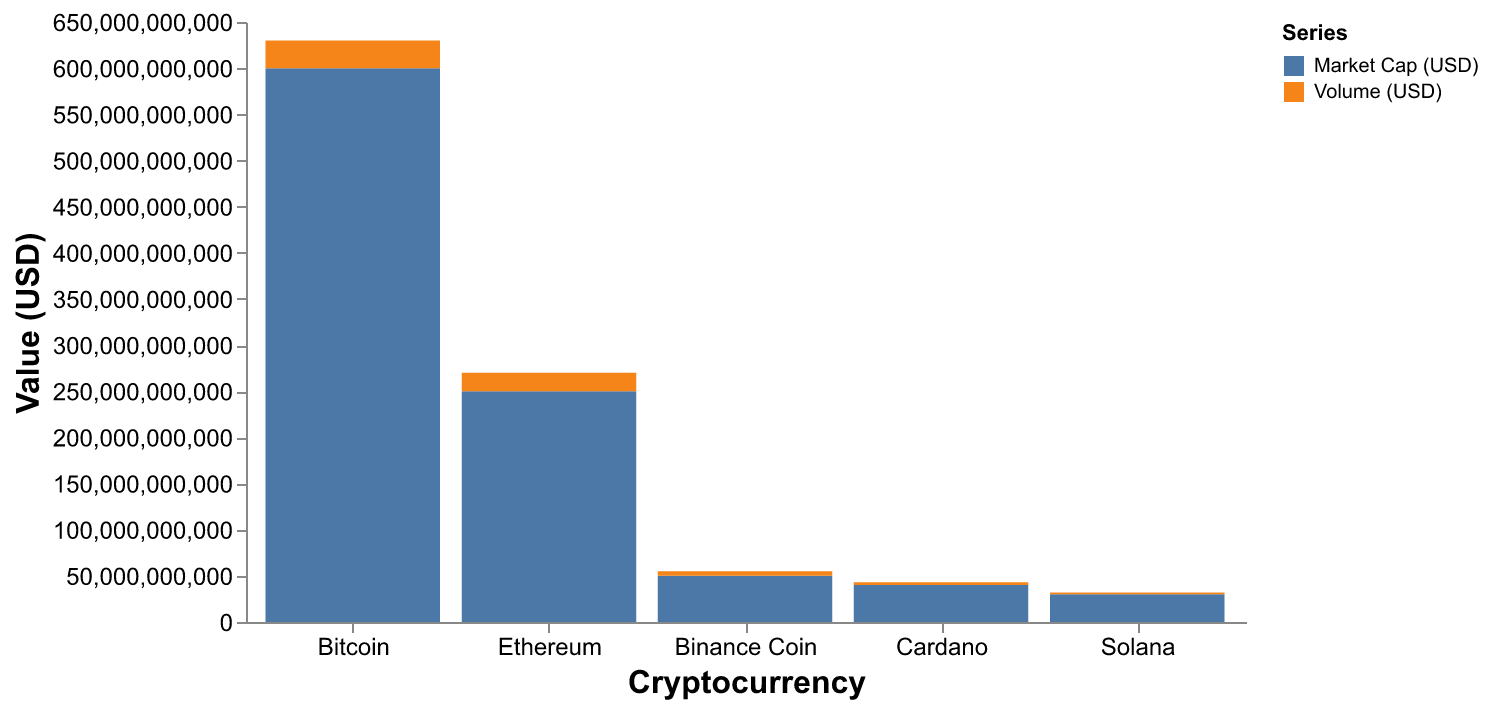 650,000,000,000
600,000,000,000
550,000,000,000
500,000,000,000
450,000,000,000
400,000,000,000
350,000,000,000
300,000,000,000
250,000,000,000
200,000,000,000
150,000,000,000
100,000,000,000
50,000,000,000
0
Value (USD)
Bitcoin
Ethereum
Binance Coin
Cardano
Solana
Cryptocurrency
Series
Market Cap (USD)
Volume (USD)